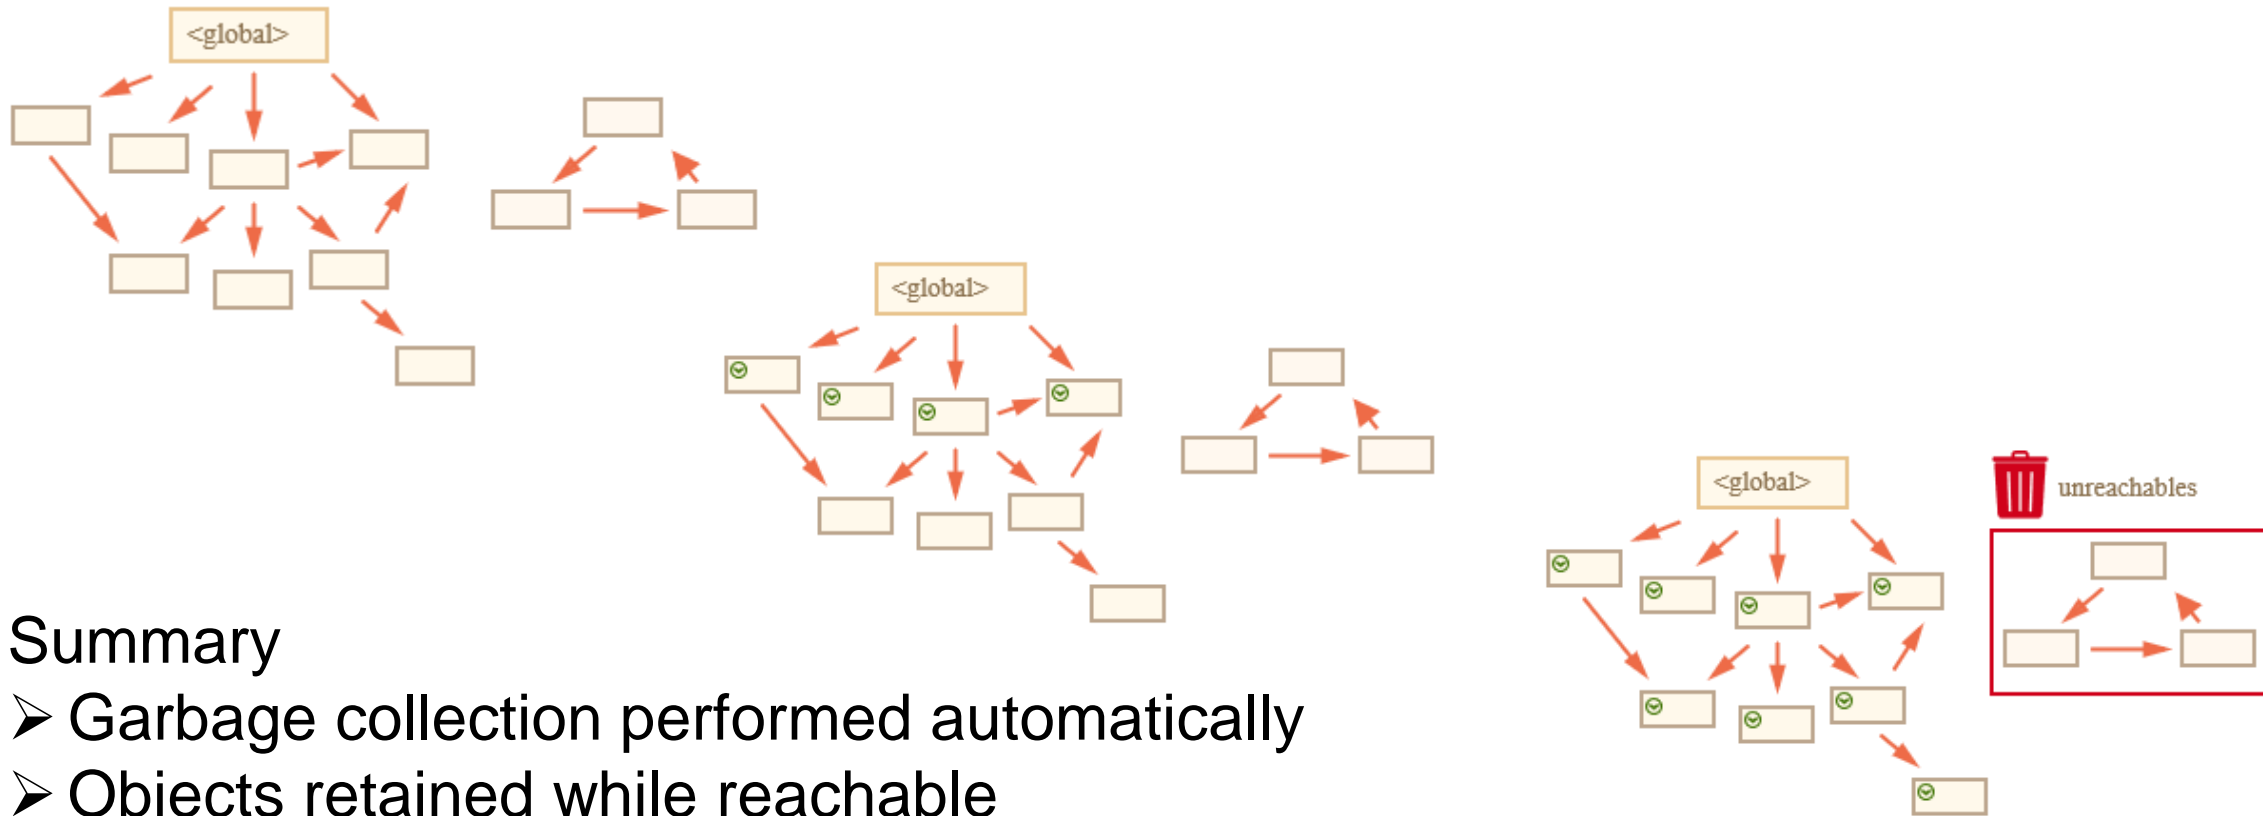 <global>
<global>
<global>
unreachables
Summary
➢ Garbage collection performed automatically
➢ Objects retained while reachable